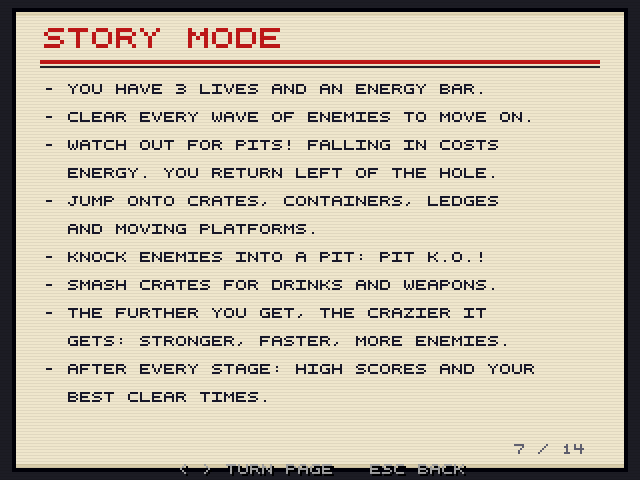 STORY MODE
- YOU HAVE 3 LIVES AND AN ENERGY BAR.
- CLEAR EVERY WAVE OF ENEMIES TO MOVE ON.
- WATCH OUT FOR PITS! FALLING IN COSTS
ENERGY. YOU RETURN LEFT OF THE HOLE.
- JUMP ONTO CRATES, CONTAINERS, LEDGES
AND MOVING PLATFORMS.
- KNOCK ENEMIES INTO A PIT: PIT K.O.!
- SMASH CRATES FOR DRINKS AND WEAPONS.
- THE FURTHER YOU GET, THE CRAZIER IT
GETS: STRONGER, FASTER, MORE ENEMIES.
- AFTER EVERY STAGE: HIGH SCORES AND YOUR
BEST CLEAR TIMES.
7 / 14
< > TURN PAGE ESC BACK